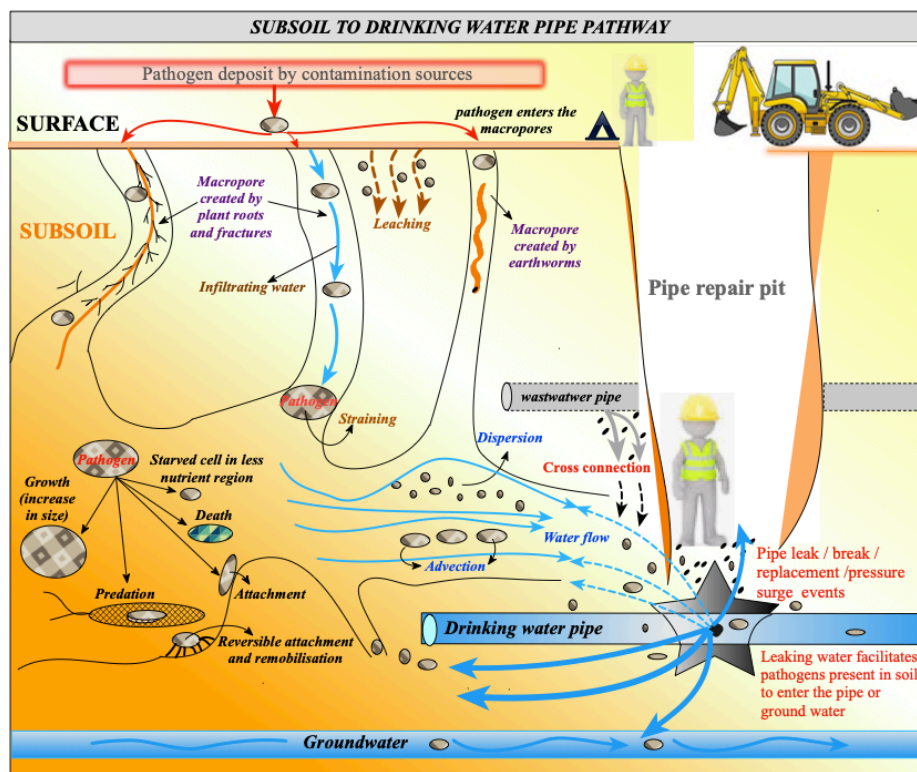 SUBSOIL TO DRINKING WATER PIPE PATHWAY
Pathogen deposit by contamination sources
SURFACE
pathogen enters the
macropores
SUBSOIL
Macropore
created by
plant roots
and fractures
Leaching
Macropore
created by
earthworms
Infiltrating water
Pipe repair pit
Pathogen
Straining
wastwatwer pipe
Dispersion
Cross connection
Pathogen
Starved cell in less
nutrient region
Growth
(increase
in size)
Death
Water flow
Advection
Pipe leak / break /
replacement /pressure
surge events
Predation
Attachment
Drinking water pipe
Reversible attachment
and remobilisation
Leaking water facilitates
pathogens present in soil
to enter the pipe or
ground water
Groundwater